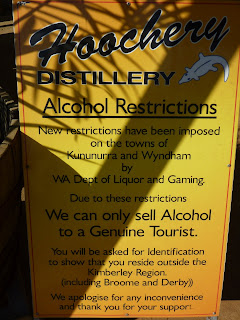 Hoochery
DISTILLERY
Alcohol Restrictions
New restrictions have been imposed
on the towns of
Kununurra and Wyndham
by
WA Dept of Liquor and Gaming.
Due to these restrictions
We can only sell Alcohol
to a Genuine Tourist.
You will be asked for Identification
to show that you reside outside the
Kimberley Region.
(including Broome and Derby))
We apologise for any inconvenience
and thank you for your support.